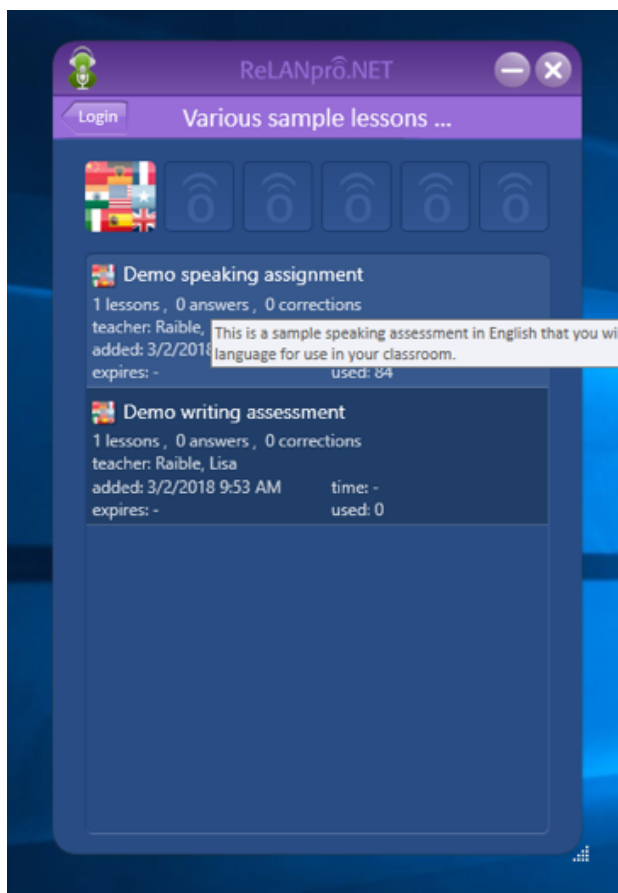 ReLANprô.NET
Login
Various sample lessons ...
Demo speaking assignment
1 lessons , 0 answers , 0 corrections
teacher: Raible,
This is a sample speaking assessment in English that you wi
added: 3/2/2018
language for use in your classroom.
expires: - used: 84
Demo writing assessment
1 lessons , 0 answers , 0 corrections
teacher: Raible, Lisa
added: 3/2/2018 9:53 AM time: -
expires: - used: 0